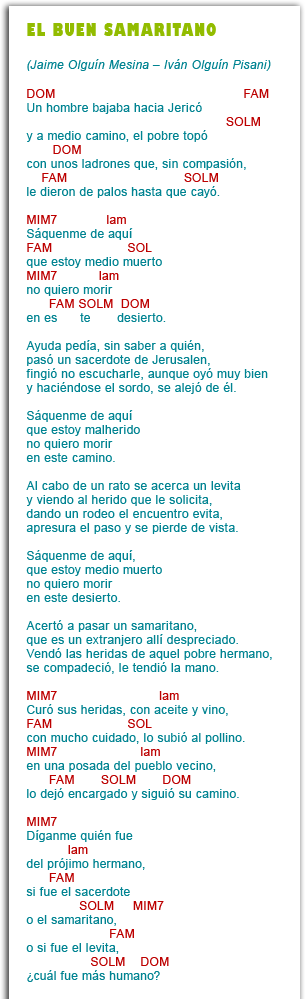 EL BUEN SAMARITANO
(Jaime Olguín Mesina – Iván Olguín Pisani)
DOM FAM
Un hombre bajaba hacia Jericó
SOLM
y a medio camino, el pobre topó
DOM
con unos ladrones que, sin compasión,
FAM SOLM
le dieron de palos hasta que cayó.
MIM7 lam
Sáquenme de aquí
FAM SOL
que estoy medio muerto
MIM7 lam
no quiero morir
FAM SOLM DOM
en es te desierto.
Ayuda pedía, sin saber a quién,
pasó un sacerdote de Jerusalen,
fingió no escucharle, aunque oyó muy bien
y haciéndose el sordo, se alejó de él.
Sáquenme de aquí
que estoy malherido
no quiero morir
en este camino.
Al cabo de un rato se acerca un levita
y viendo al herido que le solicita,
dando un rodeo el encuentro evita,
apresura el paso y se pierde de vista.
Sáquenme de aquí,
que estoy medio muerto
no quiero morir
en este desierto.
Acertó a pasar un samaritano,
que es un extranjero allí despreciado.
Vendó las heridas de aquel pobre hermano,
se compadeció, le tendió la mano.
MIM7 lam
Curó sus heridas, con aceite y vino,
FAM SOL
con mucho cuidado, lo subió al pollino.
MIM7 lam
en una posada del pueblo vecino,
FAM SOLM DOM
lo dejó encargado y siguió su camino.
MIM7
Díganme quién fue
lam
del prójimo hermano,
FAM
si fue el sacerdote
SOLM MIM7
o el samaritano,
FAM
o si fue el levita,
SOLM DOM
¿cuál fue más humano?